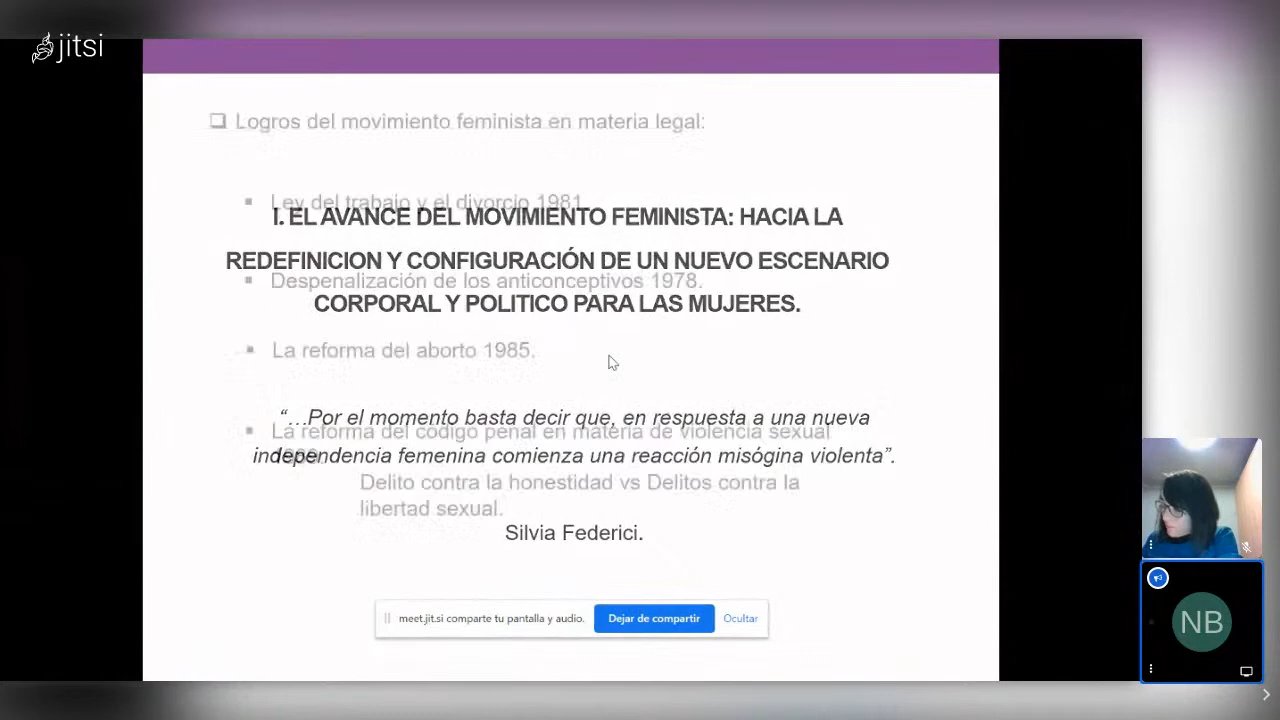 jitsi
❑ Logros del movimiento feminista en materia legal:
▪ Ley del trabajo y el divorcio 1981.
I. EL AVANCE DEL MOVIMIENTO FEMINISTA: HACIA LA
REDEFINICION Y CONFIGURACIÓN DE UN NUEVO ESCENARIO
▪ Despenalización de los anticonceptivos 1978.
CORPORAL Y POLITICO PARA LAS MUJERES.
▪ La reforma del aborto 1985.
“…Por el momento basta decir que, en respuesta a una nueva
▪ La reforma del código penal en materia de violencia sexual
independencia femenina comienza una reacción misógina violenta”.
Delito contra la honestidad vs Delitos contra la
libertad sexual.
Silvia Federici.
meet.jit.si comparte tu pantalla y audio. Dejar de compartir Ocultar
NB